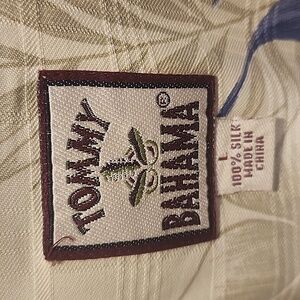 TOMMY
BAHAMA®
L
100% SILK
MADE IN
CHINA